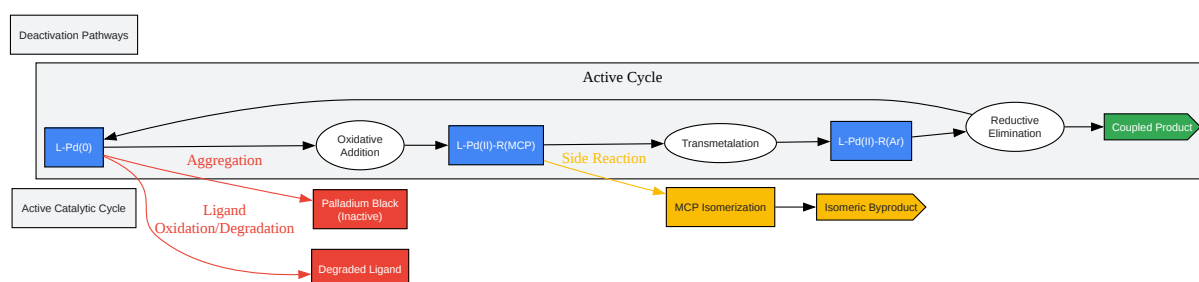 Deactivation Pathways
Active Cycle
L-Pd(0)
Oxidative
Addition
L-Pd(II)-R(MCP)
Transmetalation
L-Pd(II)-R(Ar)
Reductive
Elimination
Coupled Product
Aggregation
Side Reaction
Active Catalytic Cycle
Palladium Black
(Inactive)
MCP Isomerization
Isomeric Byproduct
Ligand
Oxidation/Degradation
Degraded Ligand